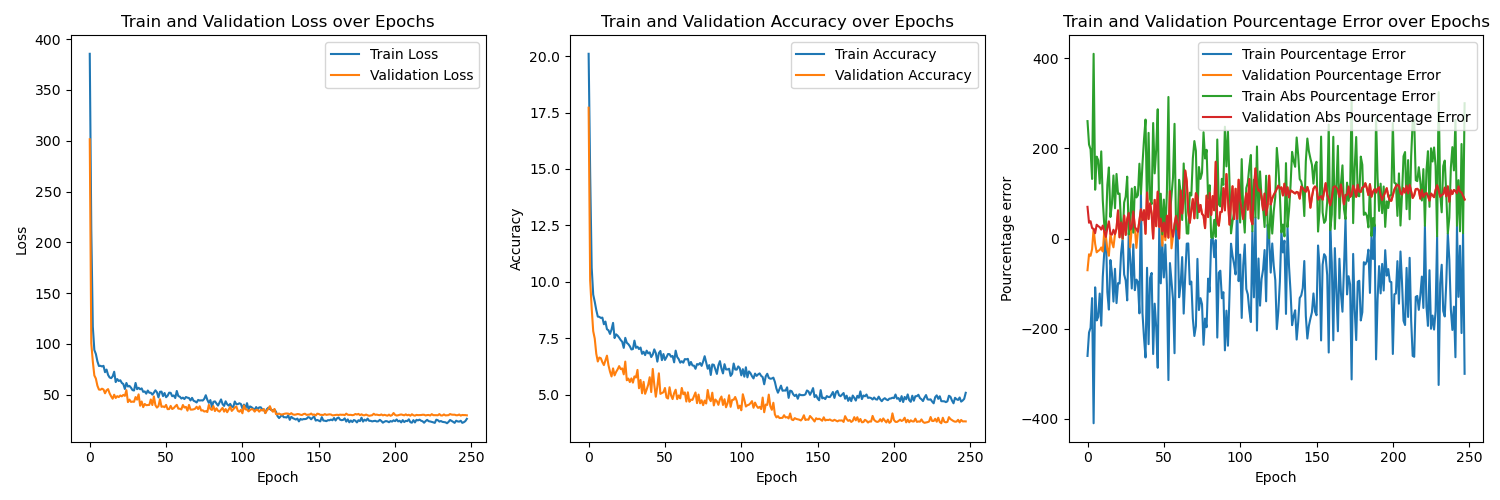 Train and Validation Loss over Epochs
400
350
300
250
200
150
100
50
Loss
0
50
100
150
200
250
Epoch
Train Loss
Validation Loss
Train and Validation Accuracy over Epochs
20.0
17.5
15.0
12.5
10.0
7.5
5.0
Accuracy
0
50
100
150
200
250
Epoch
Train Accuracy
Validation Accuracy
Train and Validation Pourcentage Error over Epochs
400
200
0
−200
−400
Pourcentage error
0
50
100
150
200
250
Epoch
Train Pourcentage Error
Validation Pourcentage Error
Train Abs Pourcentage Error
Validation Abs Pourcentage Error